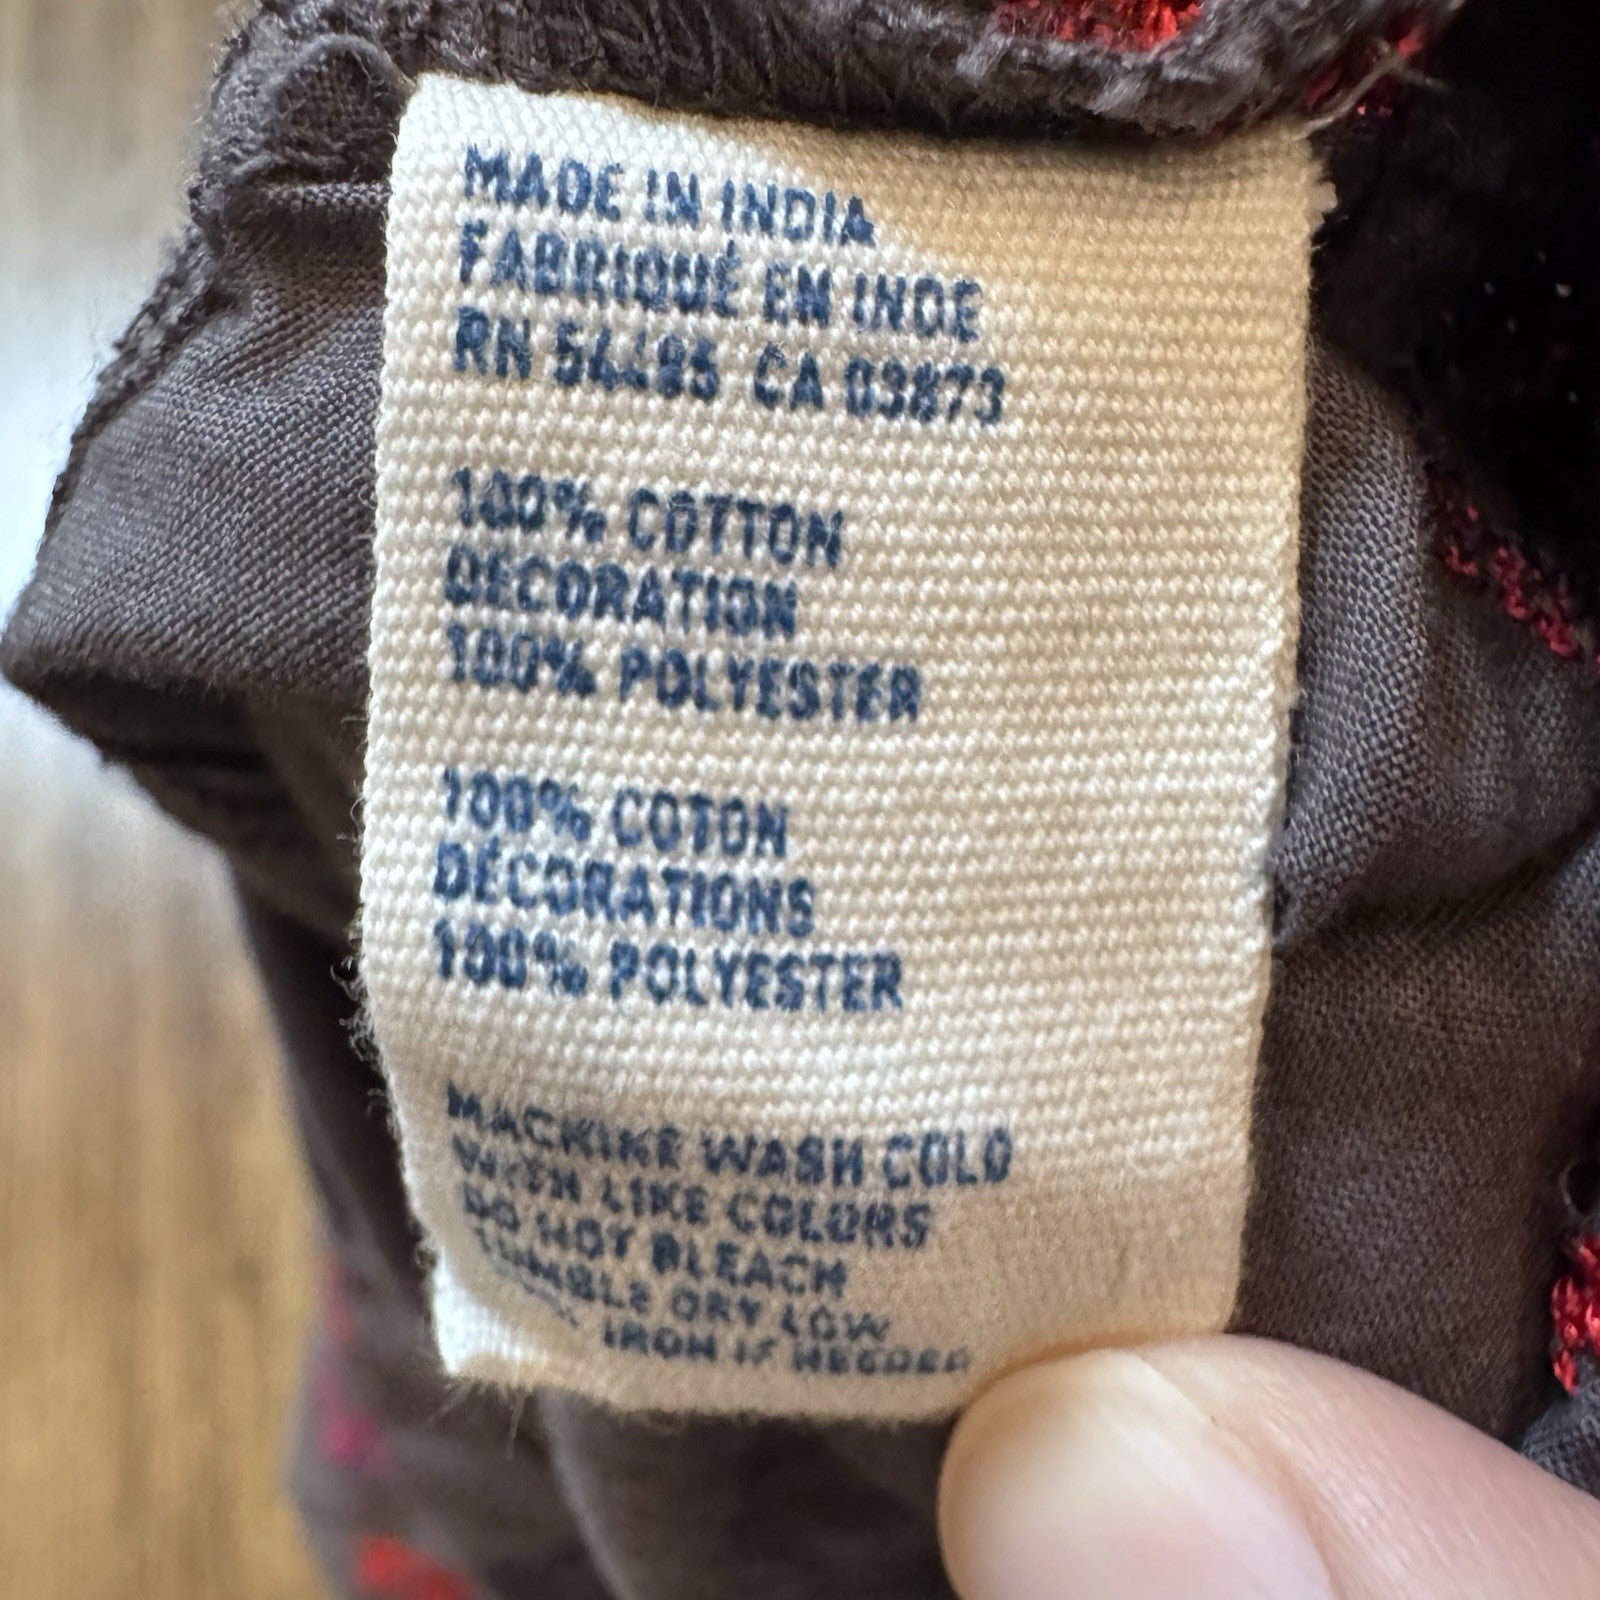 MADE IN INDIA
FABRIQUÉ EN INDE
RN 54485 CA 03873
100% COTTON
DECORATION
100% POLYESTER
100% COTON
DÉCORATIONS
100% POLYESTER
MACHINE WASH COLD
WITH LIKE COLORS
DO NOT BLEACH
TUMBLE DRY LOW
IRON IF NEEDED